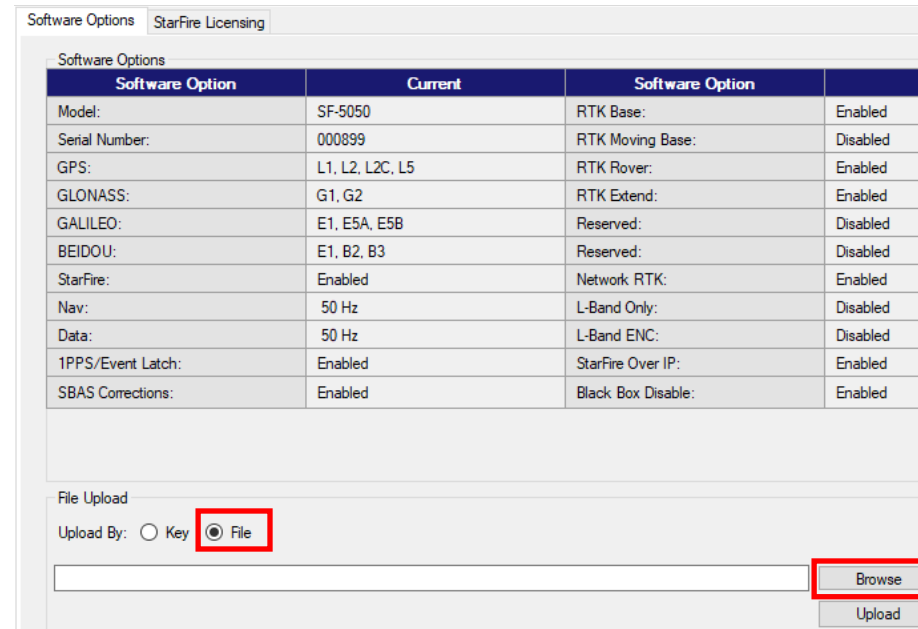 Software Options StarFire Licensing
Software Options
Software Option Current Software Option
Model: SF-5050 RTK Base: Enabled
Serial Number: 000899 RTK Moving Base: Disabled
GPS: L1, L2, L2C, L5 RTK Rover: Enabled
GLONASS: G1, G2 RTK Extend: Enabled
GALILEO: E1, E5A, E5B Reserved: Disabled
BEIDOU: E1, B2, B3 Reserved: Disabled
StarFire: Enabled Network RTK: Enabled
Nav: 50 Hz L-Band Only: Disabled
Data: 50 Hz L-Band ENC: Disabled
1PPS/Event Latch: Enabled StarFire Over IP: Enabled
SBAS Corrections: Enabled Black Box Disable: Enabled
File Upload
Upload By: Key File
Browse
Upload